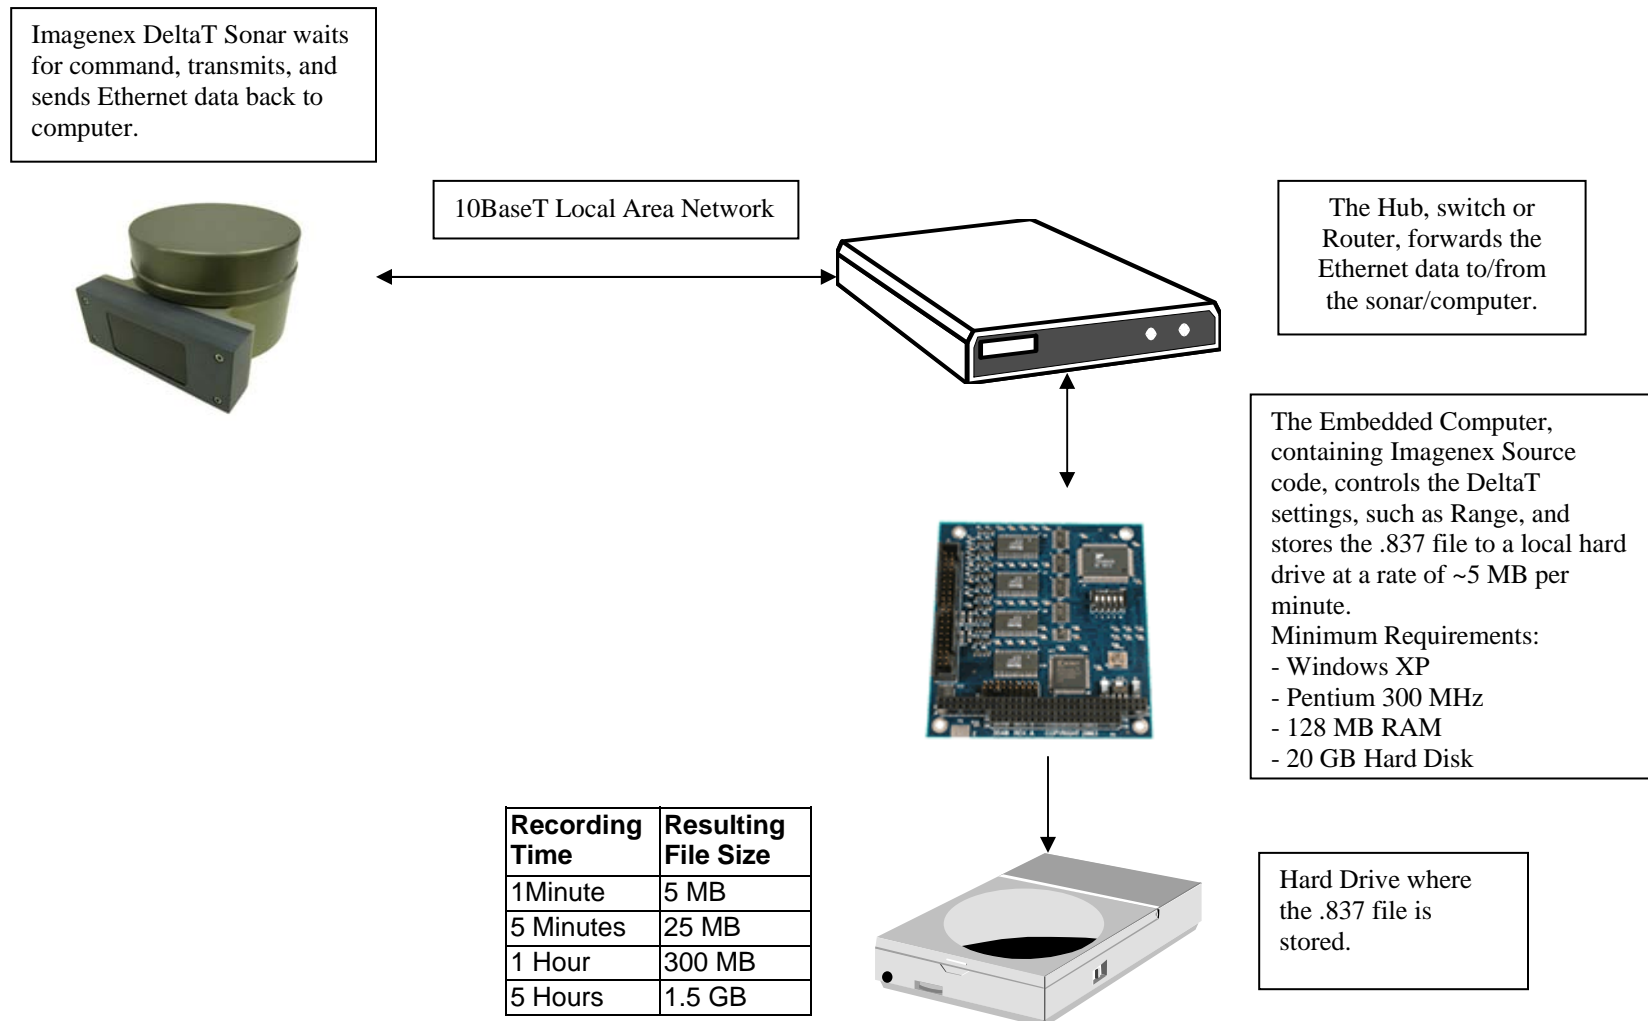 Imagenex DeltaT Sonar waits
for command, transmits, and
sends Ethernet data back to
computer.
10BaseT Local Area Network
The Hub, switch or
Router, forwards the
Ethernet data to/from
the sonar/computer.
The Embedded Computer,
containing Imagenex Source
code, controls the DeltaT
settings, such as Range, and
stores the .837 file to a local hard
drive at a rate of ~5 MB per
minute.
Minimum Requirements:
- Windows XP
- Pentium 300 MHz
- 128 MB RAM
- 20 GB Hard Disk
Recording Time Resulting File Size
1Minute 5 MB
5 Minutes 25 MB
1 Hour 300 MB
5 Hours 1.5 GB
Hard Drive where
the .837 file is
stored.